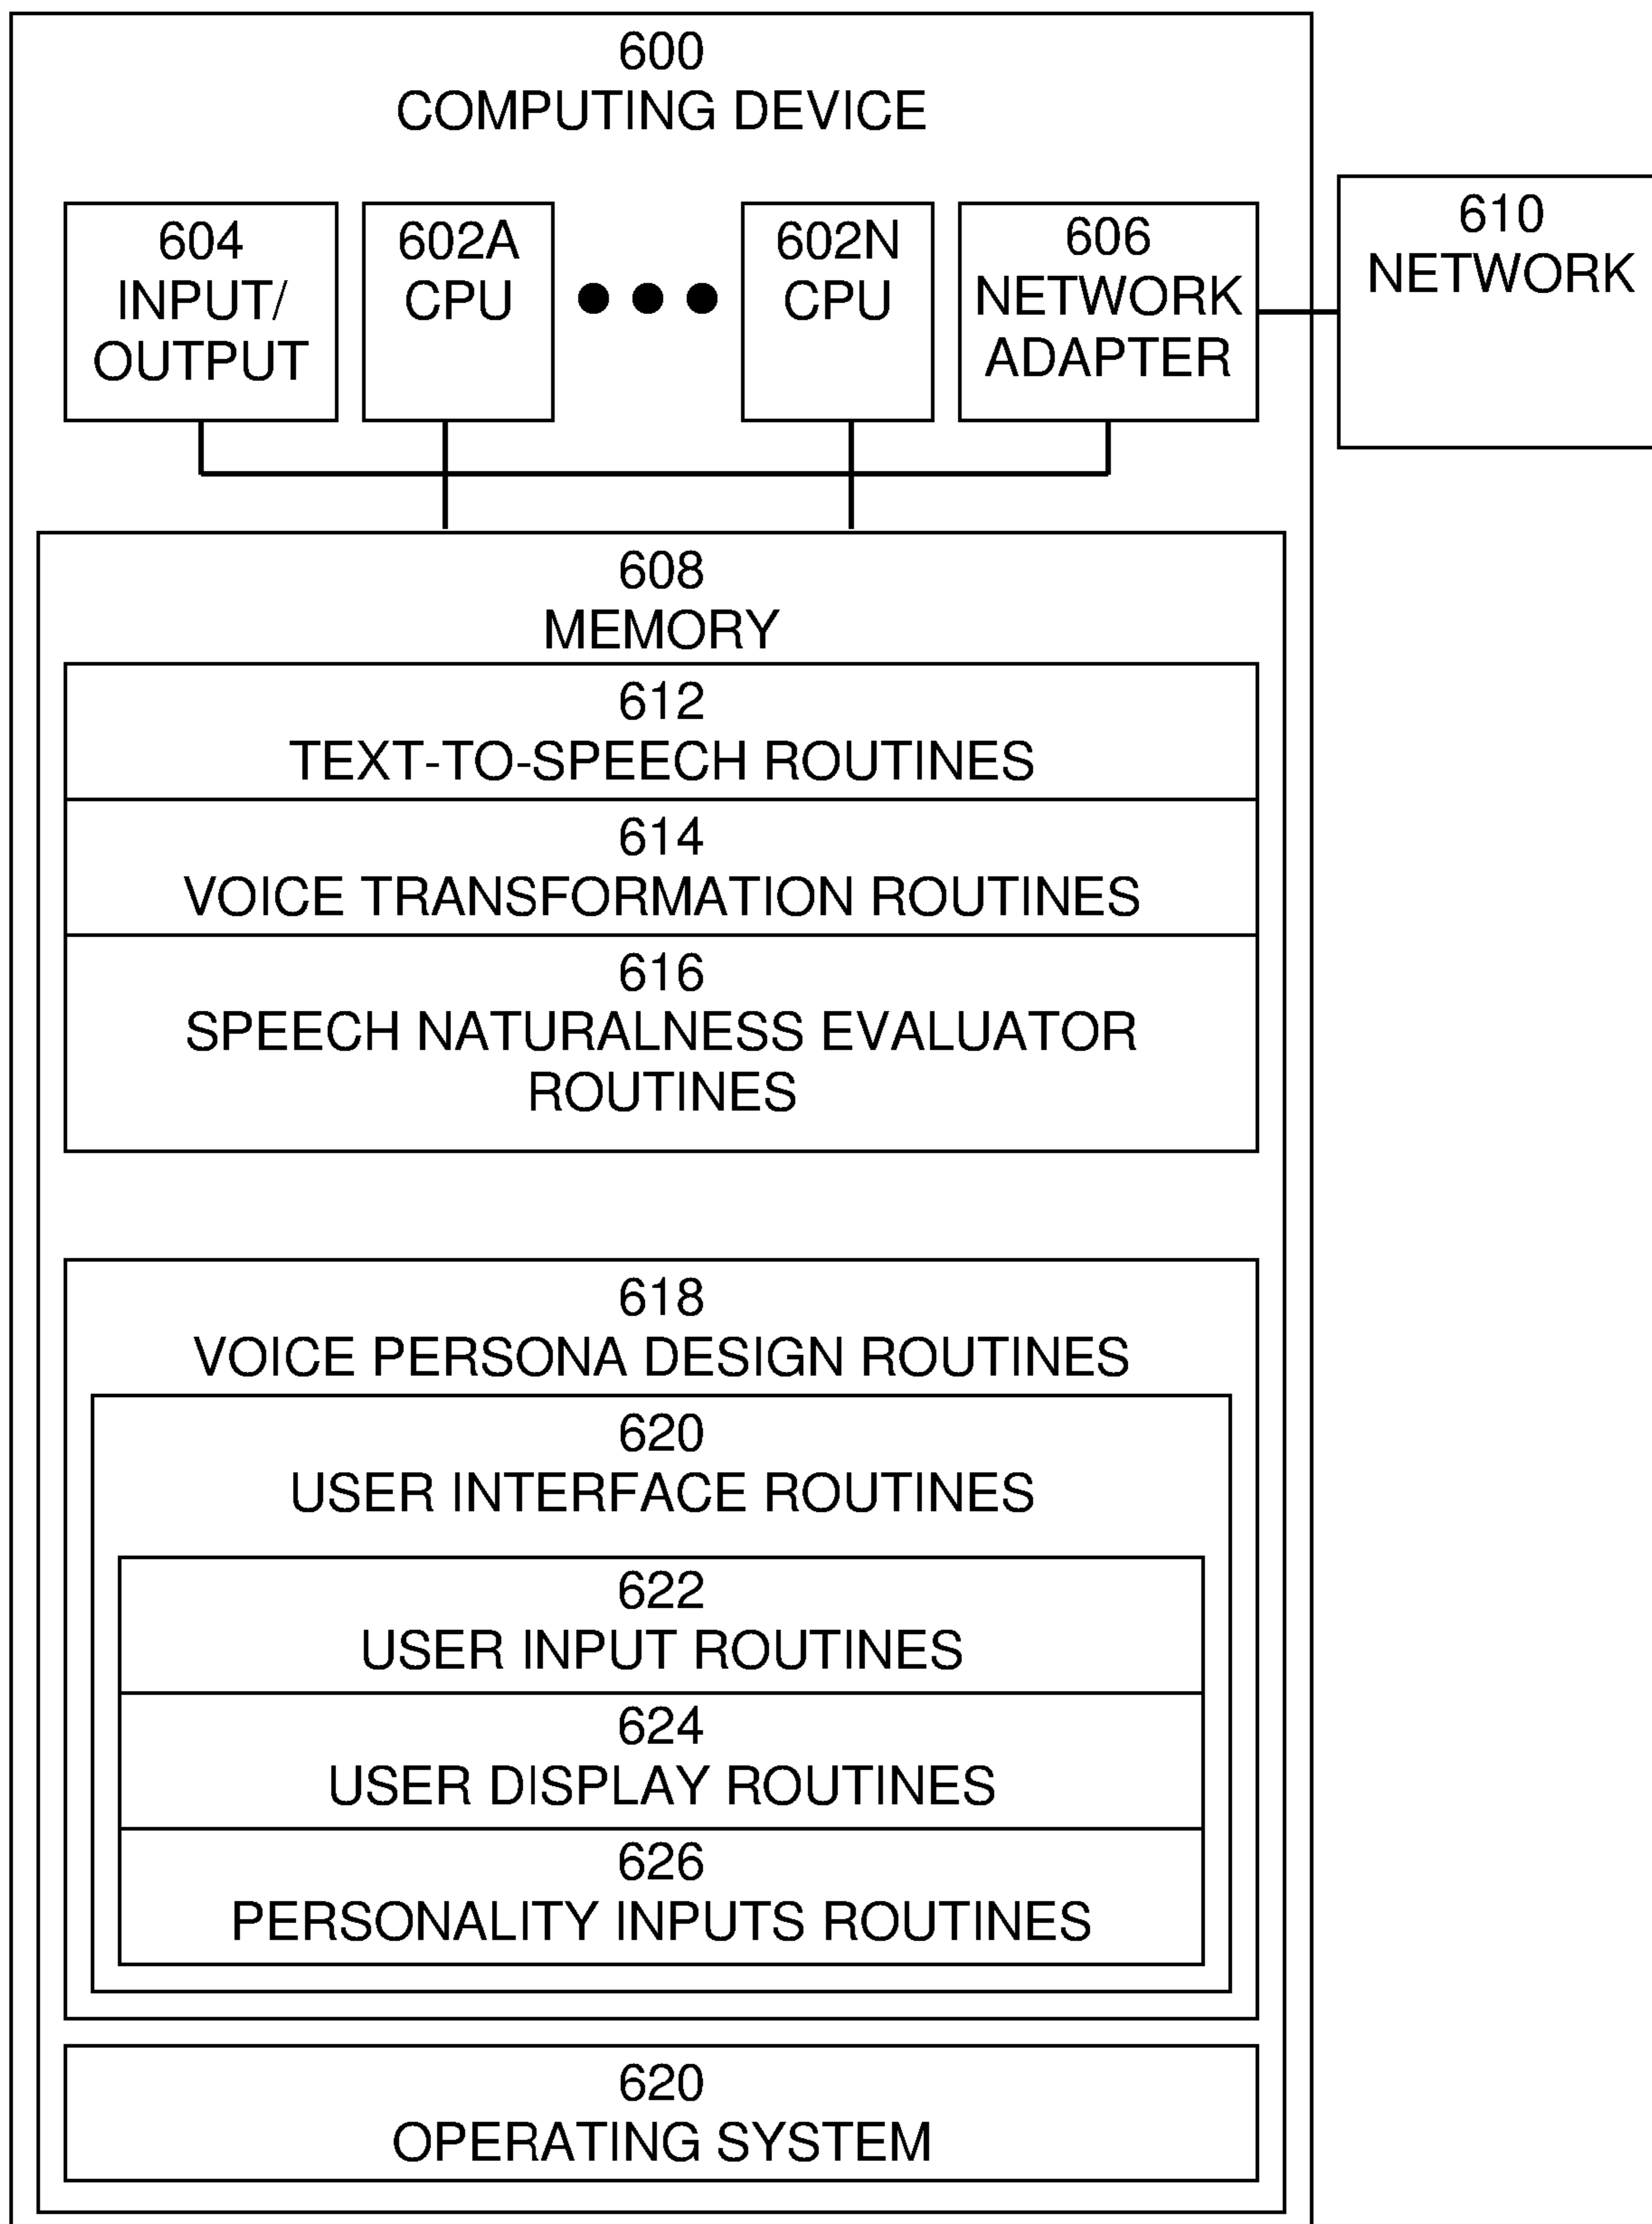 600
COMPUTING DEVICE
604
INPUT/
OUTPUT
602A
CPU
602N
CPU
606
NETWORK
ADAPTER
610
NETWORK
608
MEMORY
612
TEXT-TO-SPEECH ROUTINES
614
VOICE TRANSFORMATION ROUTINES
616
SPEECH NATURALNESS EVALUATOR
ROUTINES
618
VOICE PERSONA DESIGN ROUTINES
620
USER INTERFACE ROUTINES
622
USER INPUT ROUTINES
624
USER DISPLAY ROUTINES
626
PERSONALITY INPUTS ROUTINES
620
OPERATING SYSTEM